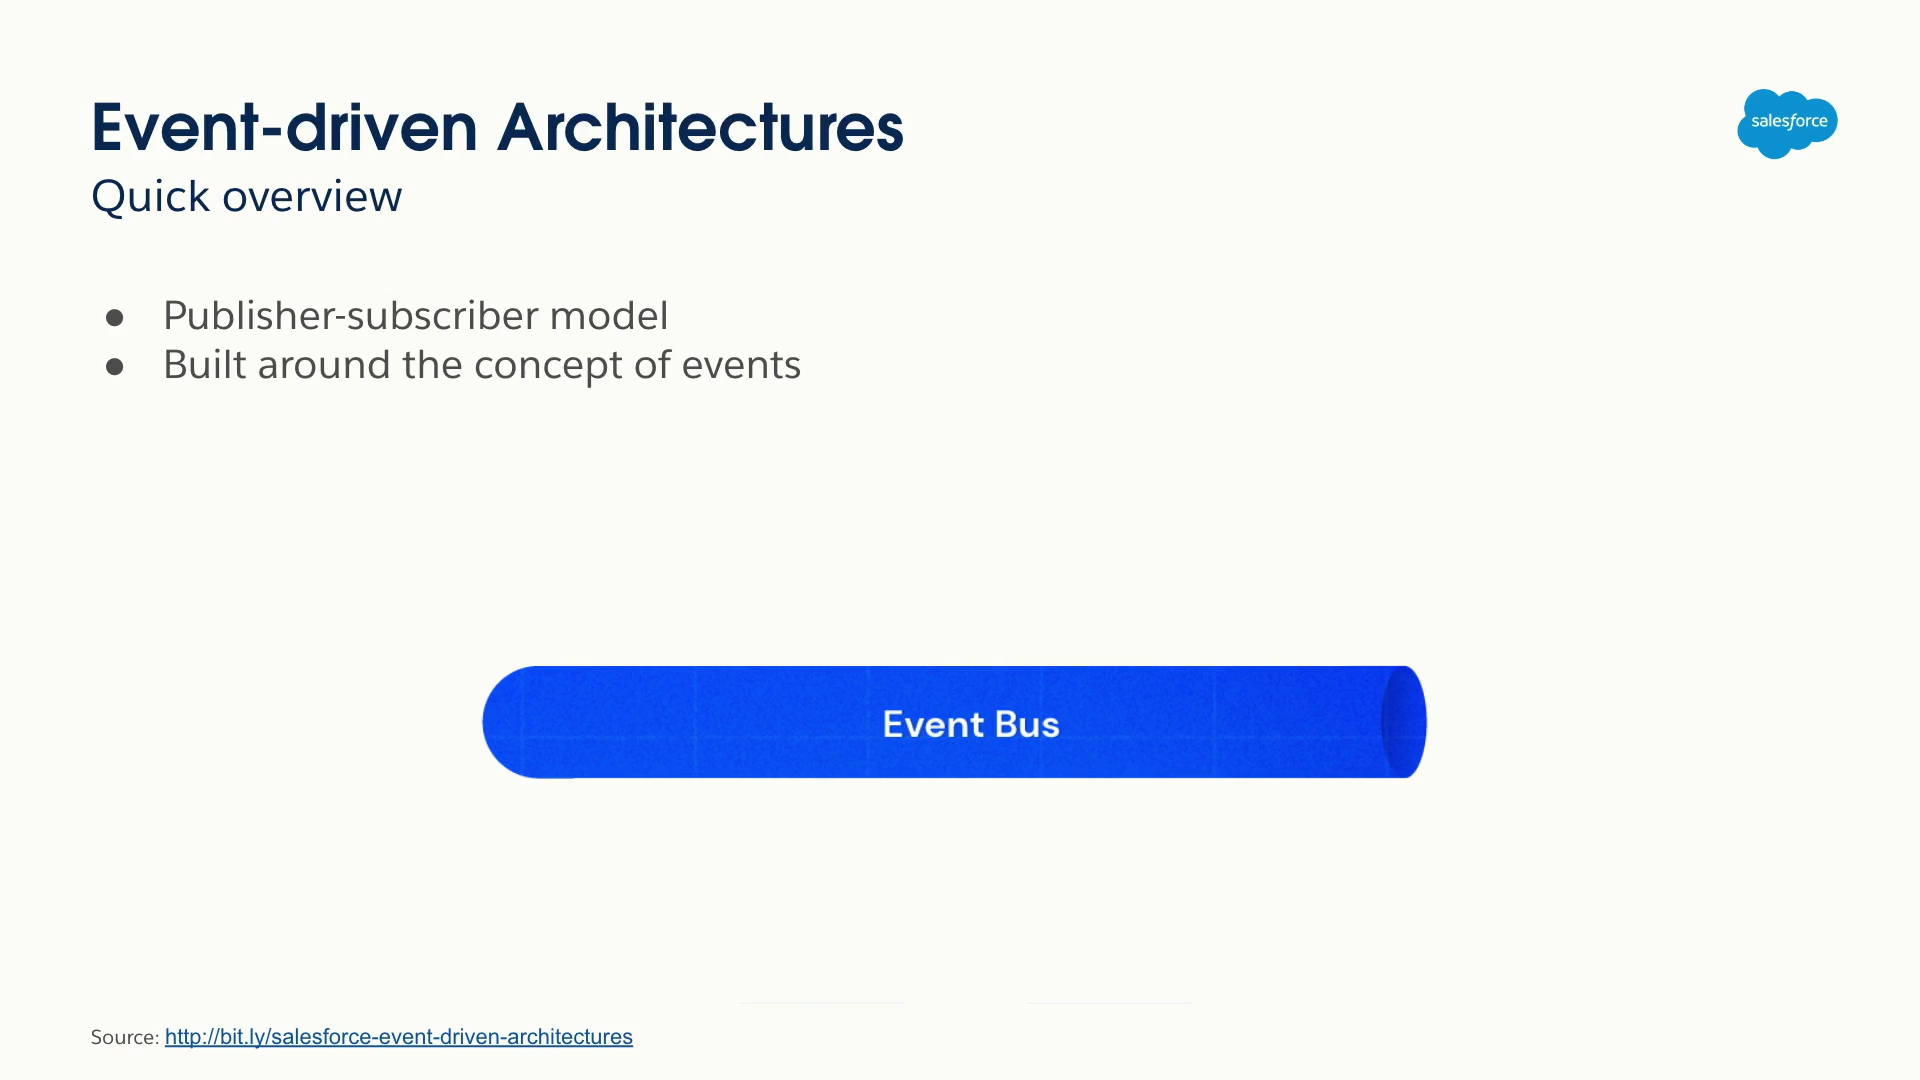 Event-driven Architectures
salesforce
Quick overview
● Publisher-subscriber model
● Built around the concept of events
Event Bus
Source: http://bit.ly/salesforce-event-driven-architectures